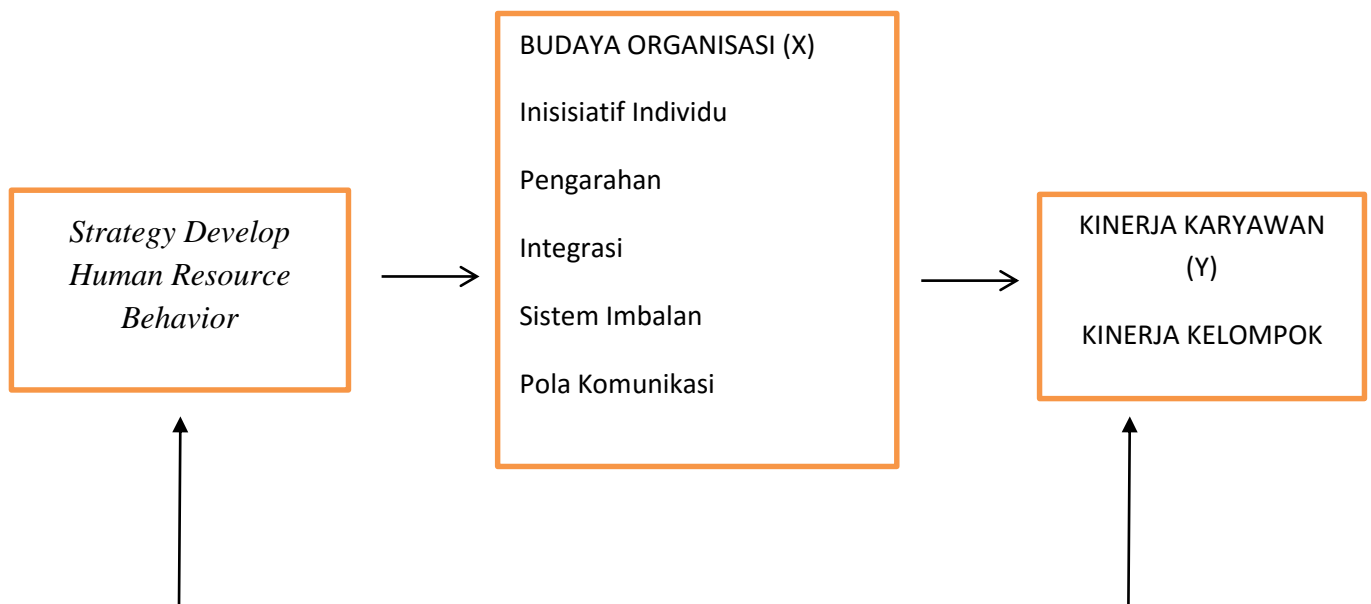 Strategy Develop
Human Resource
Behavior
BUDAYA ORGANISASI (X)
Inisisiatif Individu
Pengarahan
Integrasi
Sistem Imbalan
Pola Komunikasi
KINERJA KARYAWAN
(Y)
KINERJA KELOMPOK